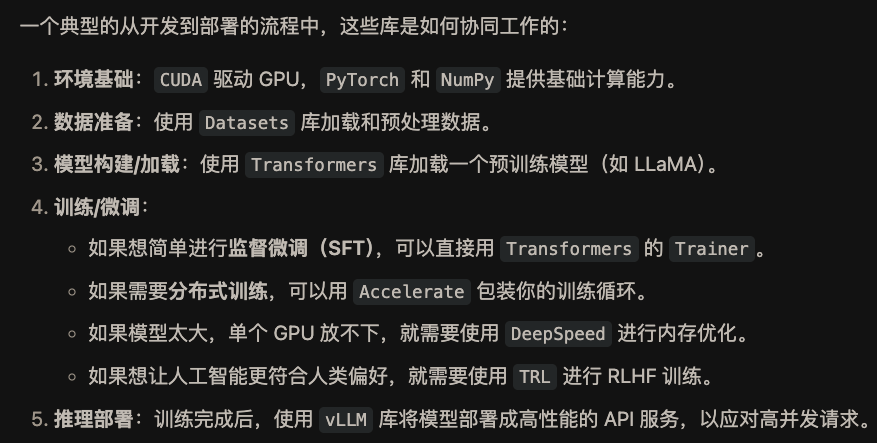 一个典型的从开发到部署的流程中，这些库是如何协同工作的：
1. 环境基础：CUDA 驱动 GPU，PyTorch 和 NumPy 提供基础计算能力。
2. 数据准备：使用 Datasets 库加载和预处理数据。
3. 模型构建/加载：使用 Transformers 库加载一个预训练模型（如 LLaMA）。
4. 训练/微调：
◦ 如果想简单进行监督微调（SFT），可以直接用 Transformers 的 Trainer。
◦ 如果需要分布式训练，可以用 Accelerate 包装你的训练循环。
◦ 如果模型太大，单个 GPU 放不下，就需要使用 DeepSpeed 进行内存优化。
◦ 如果想让人工智能更符合人类偏好，就需要使用 TRL 进行 RLHF 训练。
5. 推理部署：训练完成后，使用 vLLM 库将模型部署成高性能的 API 服务，以应对高并发请求。